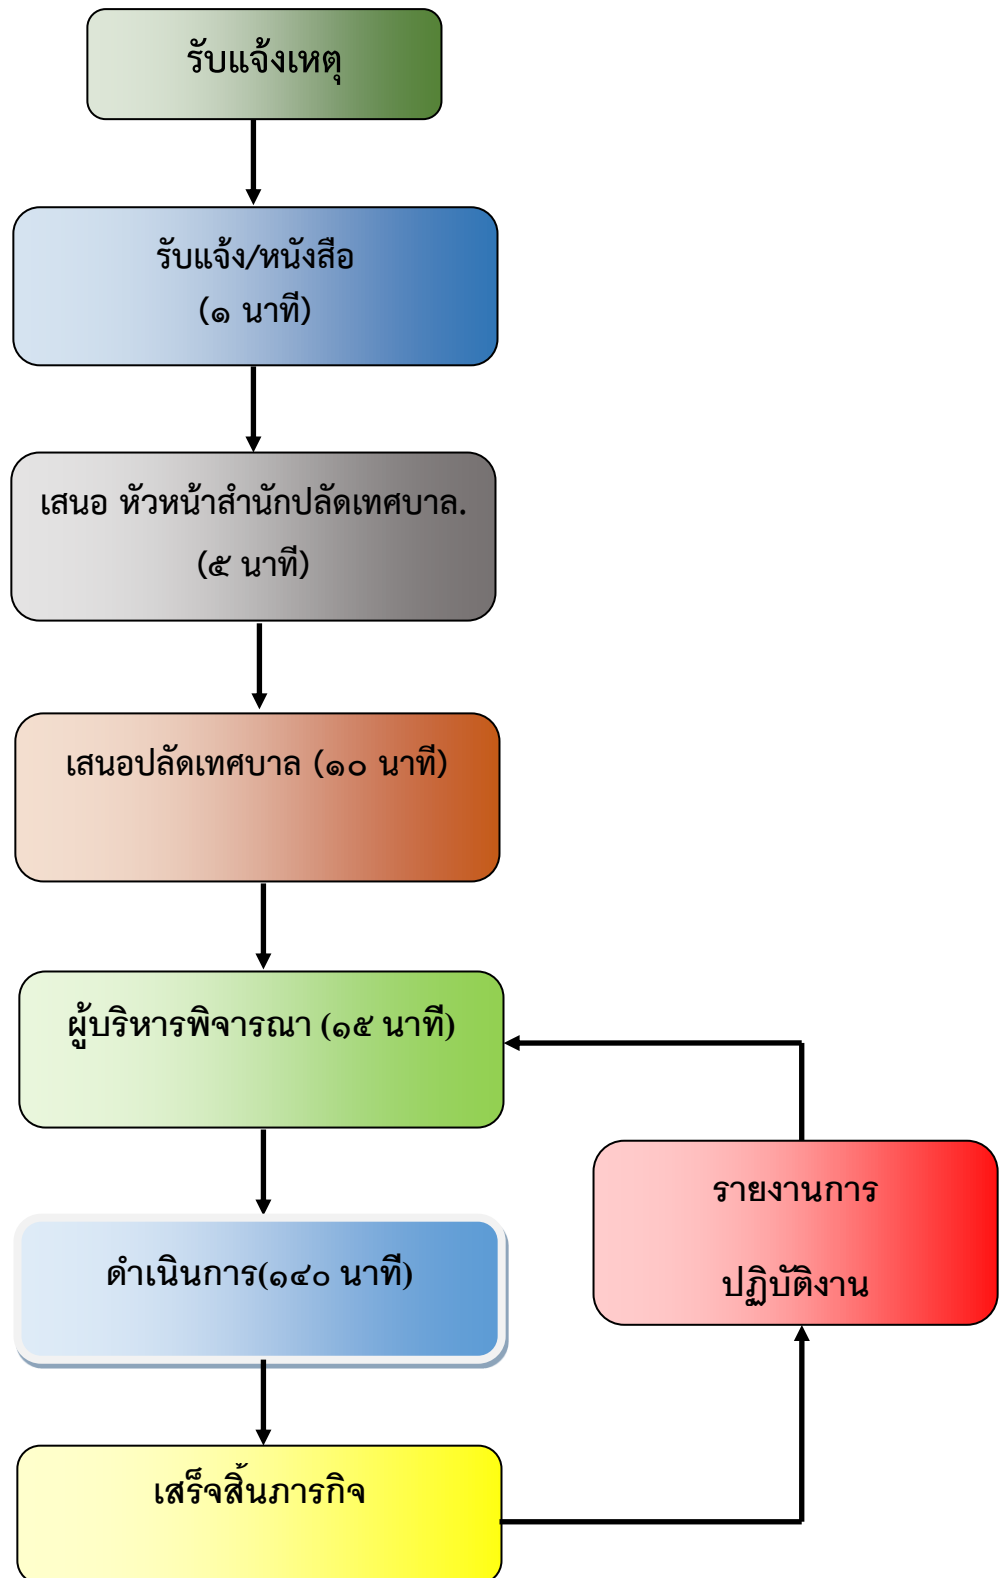 รับแจ้งเหตุ
รับแจ้ง/หนังสือ
(๑ นาที)
เสนอ หัวหน้าสำนักปลัดเทศบาล.
(๕ นาที)
เสนอปลัดเทศบาล (๑๐ นาที)
ผู้บริหารพิจารณา (๑๕ นาที)
ดำเนินการ(๑๔๐ นาที)
รายงานการ
ปฏิบัติงาน
เสร็จสิ้นภารกิจ